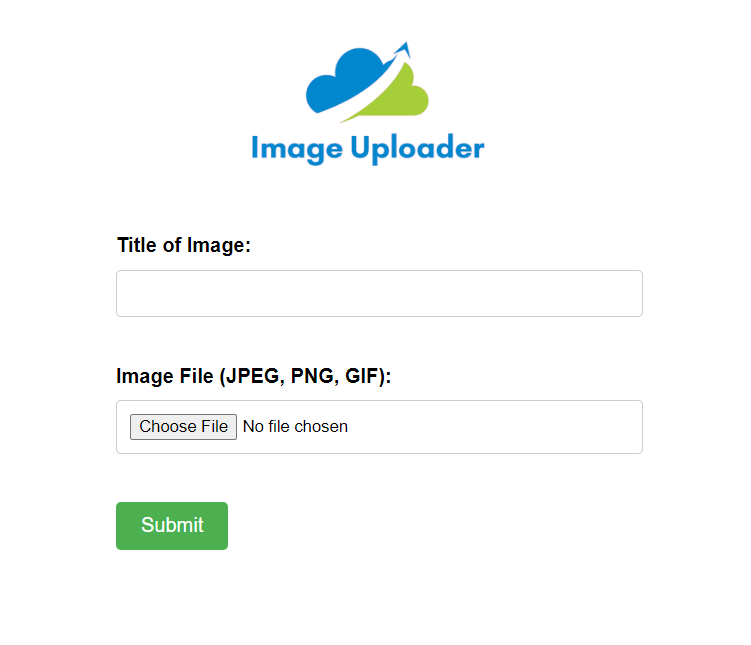 Image Uploader
Title of Image:
Image File (JPEG, PNG, GIF):
Choose File No file chosen
Submit